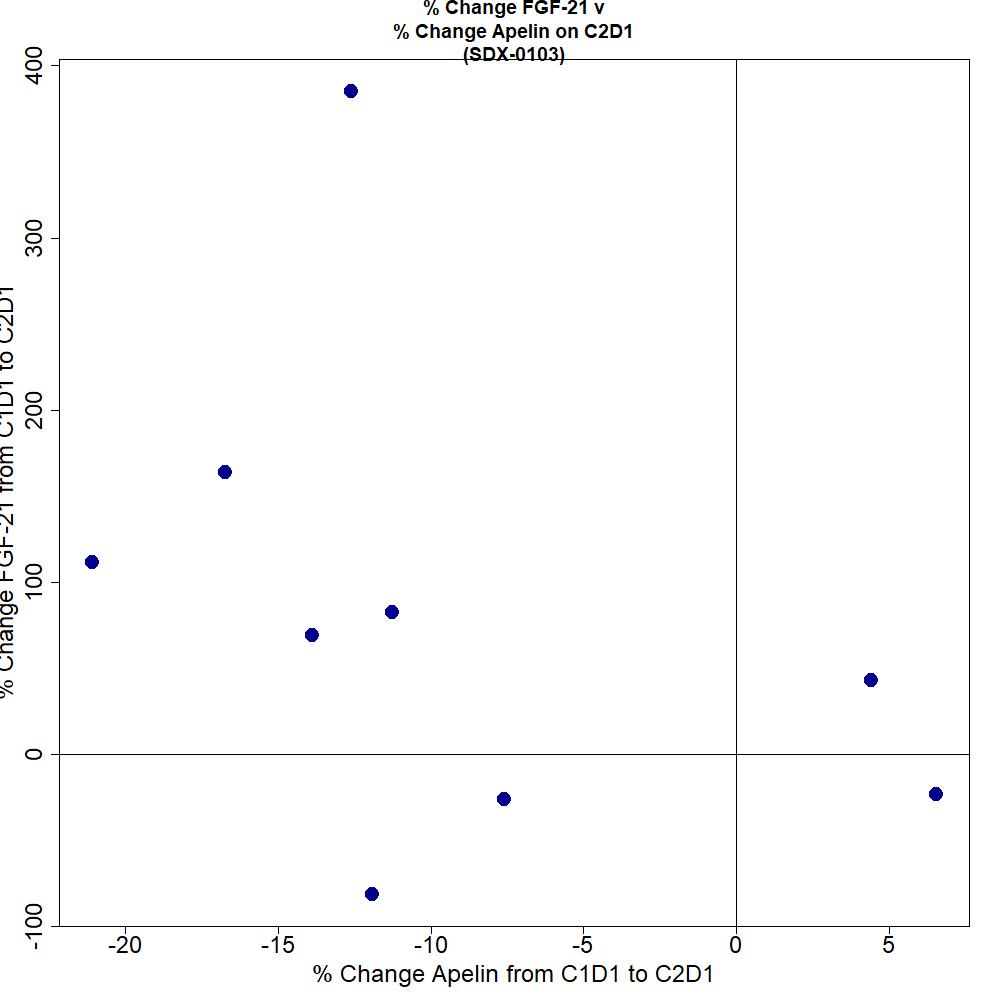 % Change FGF-21 v
% Change Apelin on C2D1
(SDX-0103)
% Change FGF-21 from C1D1 to C2D1
400
300
200
100
0
-100
-20
-15
-10
-5
0
5
% Change Apelin from C1D1 to C2D1